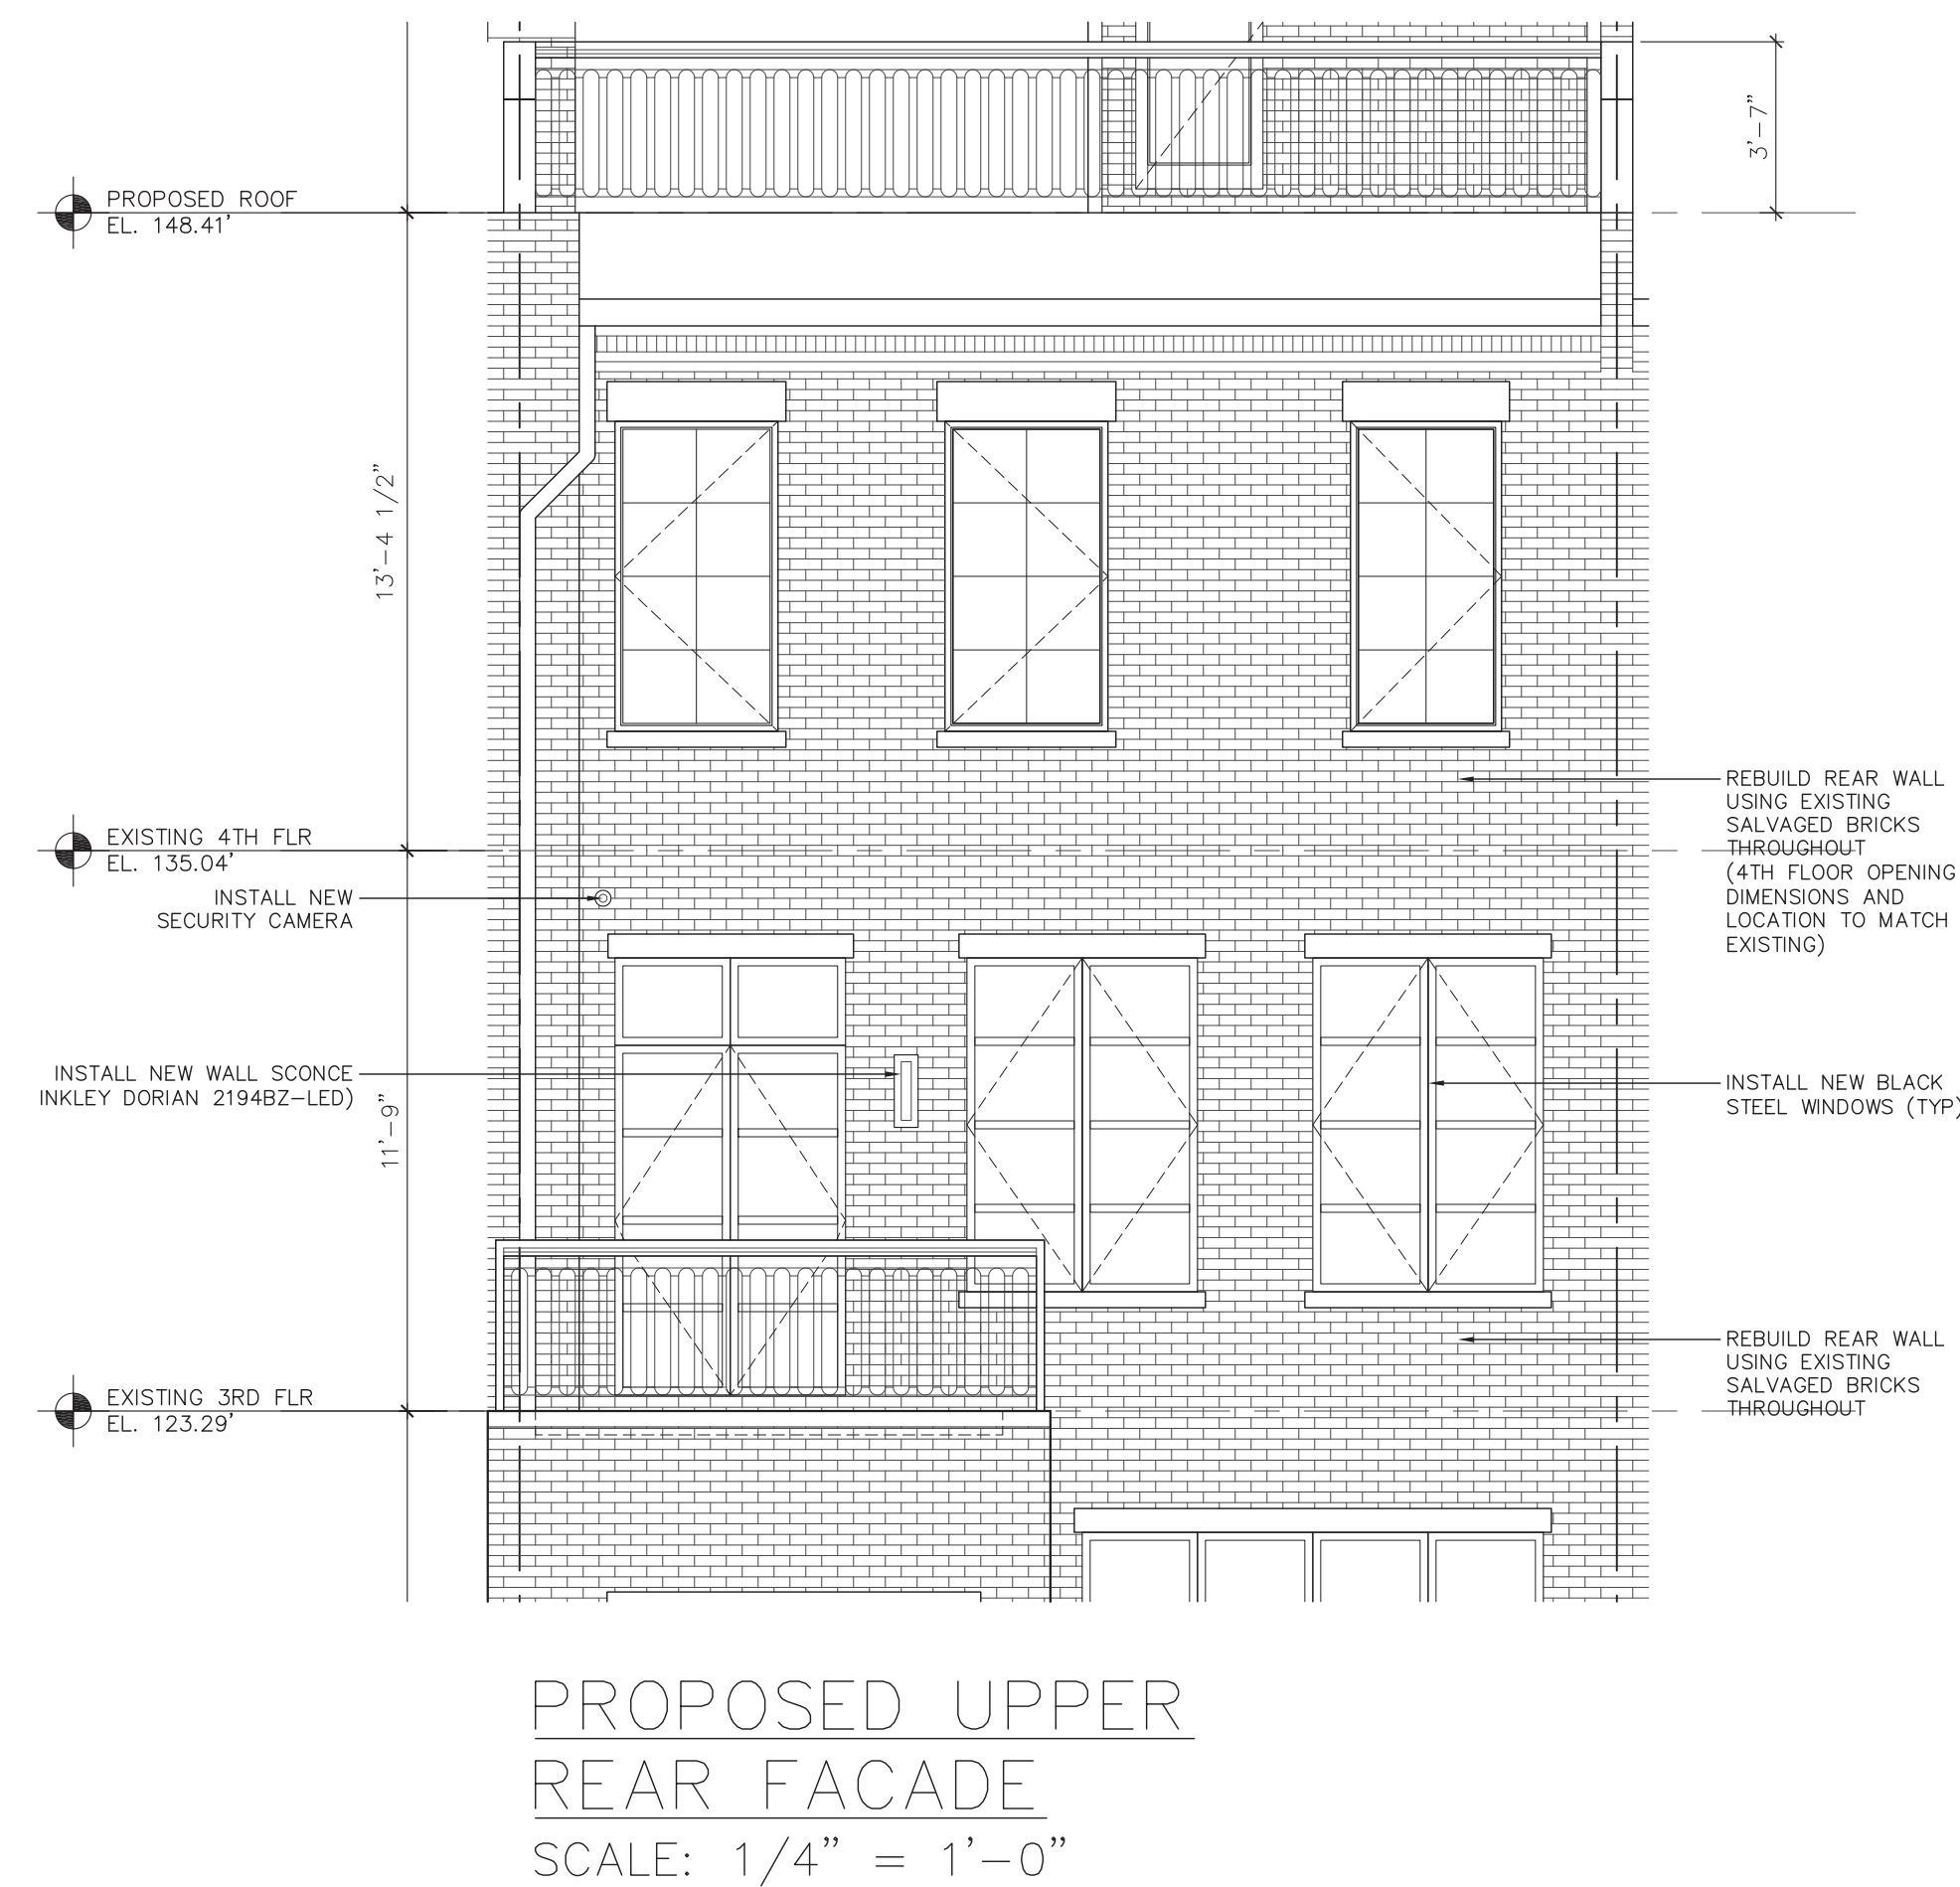 3'-7"
PROPOSED ROOF
EL. 148.41'
13'-4 1/2"
EXISTING 4TH FLR
EL. 135.04'
INSTALL NEW
SECURITY CAMERA
REBUILD REAR WALL
USING EXISTING
SALVAGED BRICKS
THROUGHOUT
(4TH FLOOR OPENING
DIMENSIONS AND
LOCATION TO MATCH
EXISTING)
INSTALL NEW WALL SCONCE
INKLEY DORIAN 2194BZ-LED)
11'-9"
INSTALL NEW BLACK
STEEL WINDOWS (TYP)
EXISTING 3RD FLR
EL. 123.29'
REBUILD REAR WALL
USING EXISTING
SALVAGED BRICKS
THROUGHOUT
PROPOSED UPPER
REAR FACADE
SCALE: 1/4" = 1'-0"